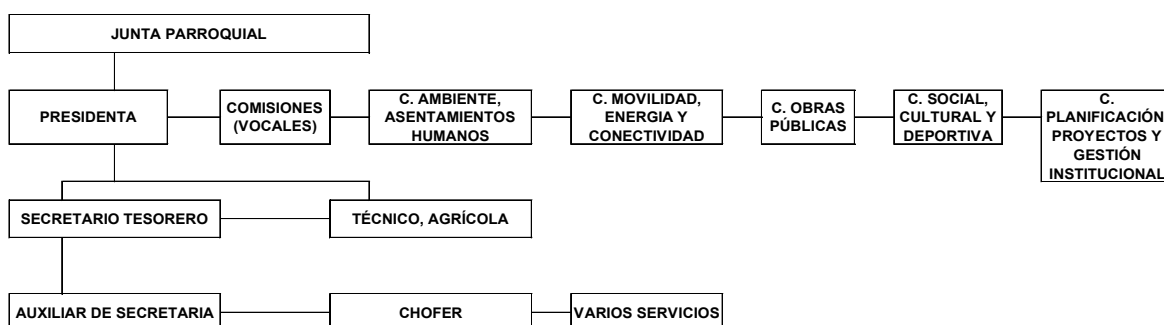 JUNTA PARROQUIAL
PRESIDENTA
COMISIONES
(VOCALES)
C. AMBIENTE,
ASENTAMIENTOS
HUMANOS
C. MOVILIDAD,
ENERGIA Y
CONECTIVIDAD
C. OBRAS
PÚBLICAS
C. SOCIAL,
CULTURAL Y
DEPORTIVA
C.
PLANIFICACIÓN
PROYECTOS Y
GESTIÓN
INSTITUCIONAL
SECRETARIO TESORERO
TÉCNICO, AGRÍCOLA
AUXILIAR DE SECRETARIA
CHOFER
VARIOS SERVICIOS